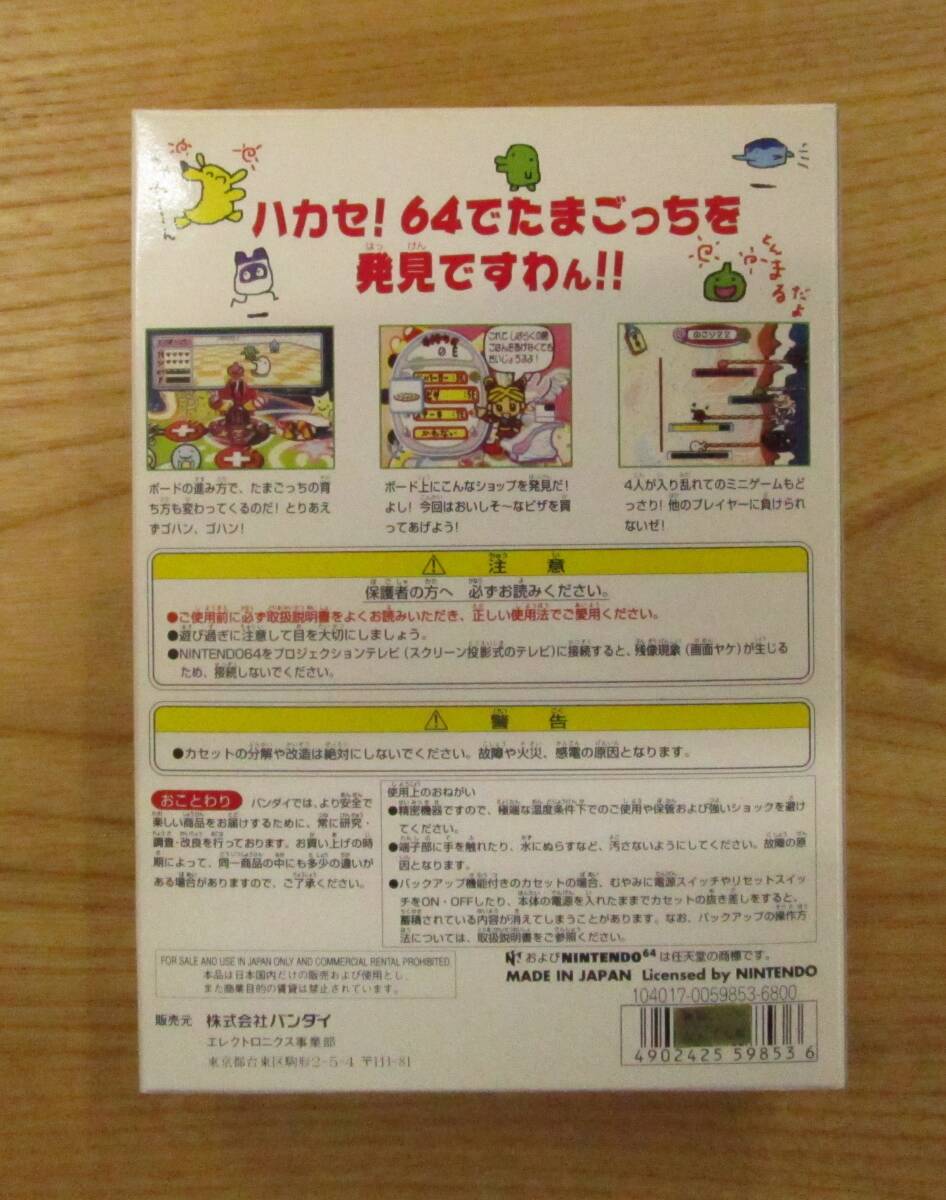 ハカセ! 64でたまごっちを
発見ですわん!!
はっ けん
とんまる
だよ
これで しばらくの間
ごはんをあげなくても
だいじょうぶよ!
ボードの進み方で、たまごっちの育
ち方も変わってくるのだ! とりあえ
ずゴハン、ゴハン!
ボード上にこんなショップを発見だ!
よし! 今回はおいしそ〜なピザを買
ってあげよう!
4人が入り乱れてのミニゲームもど
っさり! 他のプレイヤーに負けられ
ないぜ!
⚠ 注意
保護者の方へ 必ずお読みください。
●ご使用前に必ず取扱説明書をよくお読みいただき、正しい使用法でご愛用ください。
●遊び過ぎに注意して目を大切にしましょう。
●NINTENDO64をプロジェクションテレビ(スクリーン投影式のテレビ)に接続すると、残像現象(画面ヤケ)が生じる
ため、接続しないでください。
⚠ 警告
●カセットの分解や改造は絶対にしないでください。故障や火災、感電の原因となります。
おことわり バンダイでは、より安全で
楽しい商品をお届けするために、常に研究・
調査・改良を行っております。お買い上げの時
期によって、同一商品の中にも多少の違いが
ある場合がありますので、ご了承ください。
使用上のおねがい
●精密機器ですので、極端な温度条件下でのご使用や保管および強いショックを避け
てください。
●端子部に手を触れたり、水にぬらすなど、汚さないようにしてください。故障の原
因となります。
●バックアップ機能付きのカセットの場合、むやみに電源スイッチやリセットスイッ
チをON・OFFしたり、本体の電源を入れたままでカセットの抜き差しをすると、
蓄積されている内容が消えてしまうことがあります。なお、バックアップの操作方
法については、取扱説明書をご参照ください。
FOR SALE AND USE IN JAPAN ONLY AND COMMERCIAL RENTAL PROHIBITED.
本品は日本国内だけの販売および使用とし、
また商業目的の賃貸は禁止されています。
およびNINTENDO64は任天堂の商標です。
MADE IN JAPAN Licensed by NINTENDO
104017-0059853-6800
販売元 株式会社バンダイ
エレクトロニクス事業部
東京都台東区駒形2-5-4 〒111-81
4902425 598536